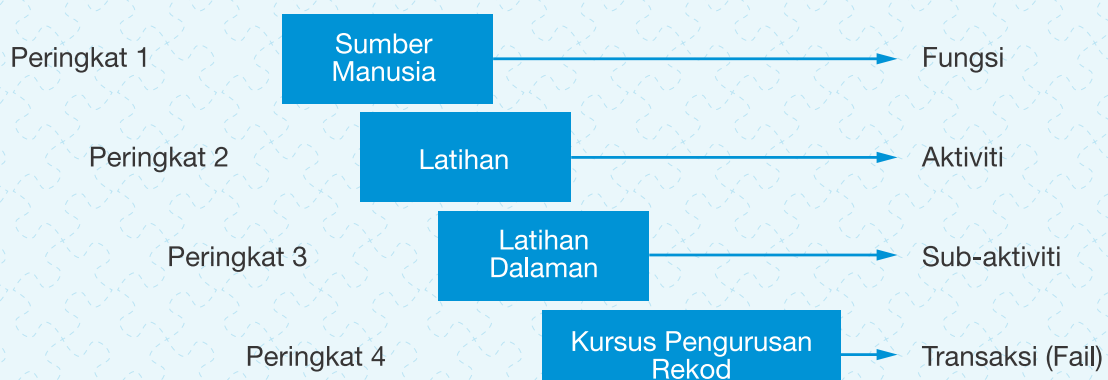 Peringkat 1
Sumber
Manusia
Fungsi
Peringkat 2
Latihan
Aktiviti
Peringkat 3
Latihan
Dalaman
Sub-aktiviti
Peringkat 4
Kursus Pengurusan
Rekod
Transaksi (Fail)